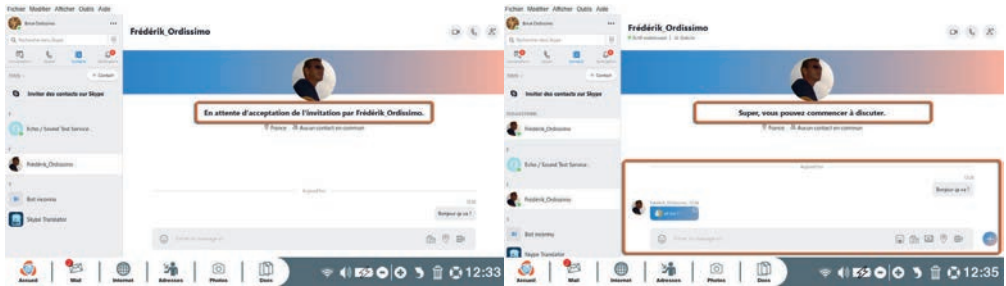 Fichier Modifier Afficher Outils Aide
Frédérik_Ordissimo
+ Contact
Inviter des contacts sur Skype
En attente d'acceptation de l'invitation par Frédérik_Ordissimo.
France Aucun contact en commun
Echo / Sound Test Service
Frédérik_Ordissimo
Aujourd'hui
Bot inconnu
Bonjour ça va ?
Skype Translator
Accueil
Mail
Internet
Adresses
Photos
Docs
12:33
Fichier Modifier Afficher Outils Aide
Frédérik_Ordissimo
+ Contact
Inviter des contacts sur Skype
Super, vous pouvez commencer à discuter.
France Aucun contact en commun
Frédérik_Ordissimo
Echo / Sound Test Service
Aujourd'hui
Bonjour ça va ?
Frédérik_Ordissimo
Bot inconnu
Skype Translator
Accueil
Mail
Internet
Adresses
Photos
Docs
12:35